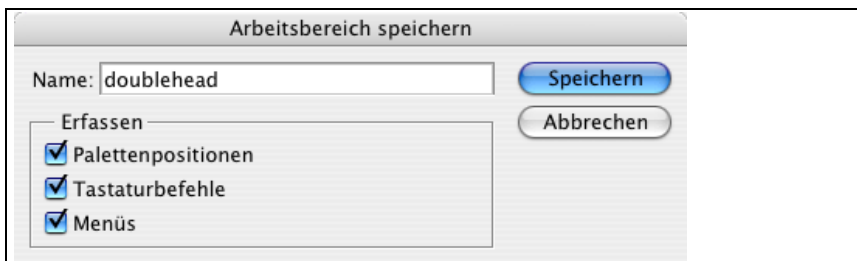 Arbeitsbereich speichern
Name: doublehead
Speichern
Abbrechen
Erfassen
Palettenpositionen
Tastaturbefehle
Menüs